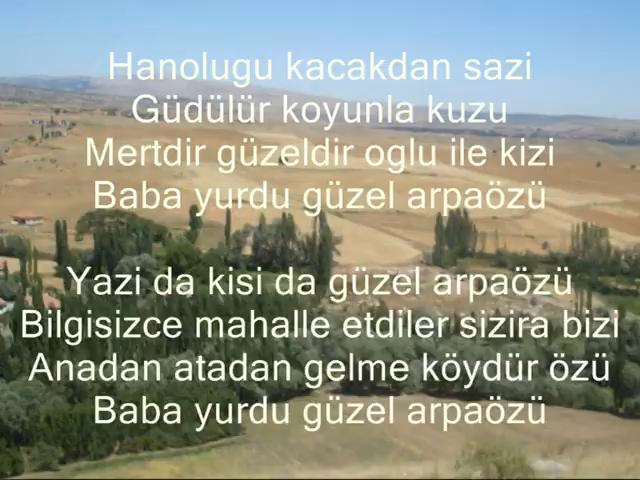 Hanolugu kacakdan sazi
Güdülür koyunla kuzu
Mertdir güzeldir oglu ile kizi
Baba yurdu güzel arpaözü
Yazi da kisi da güzel arpaözü
Bilgisizce mahalle etdiler sizira bizi
Anadan atadan gelme köydür özü
Baba yurdu güzel arpaözü